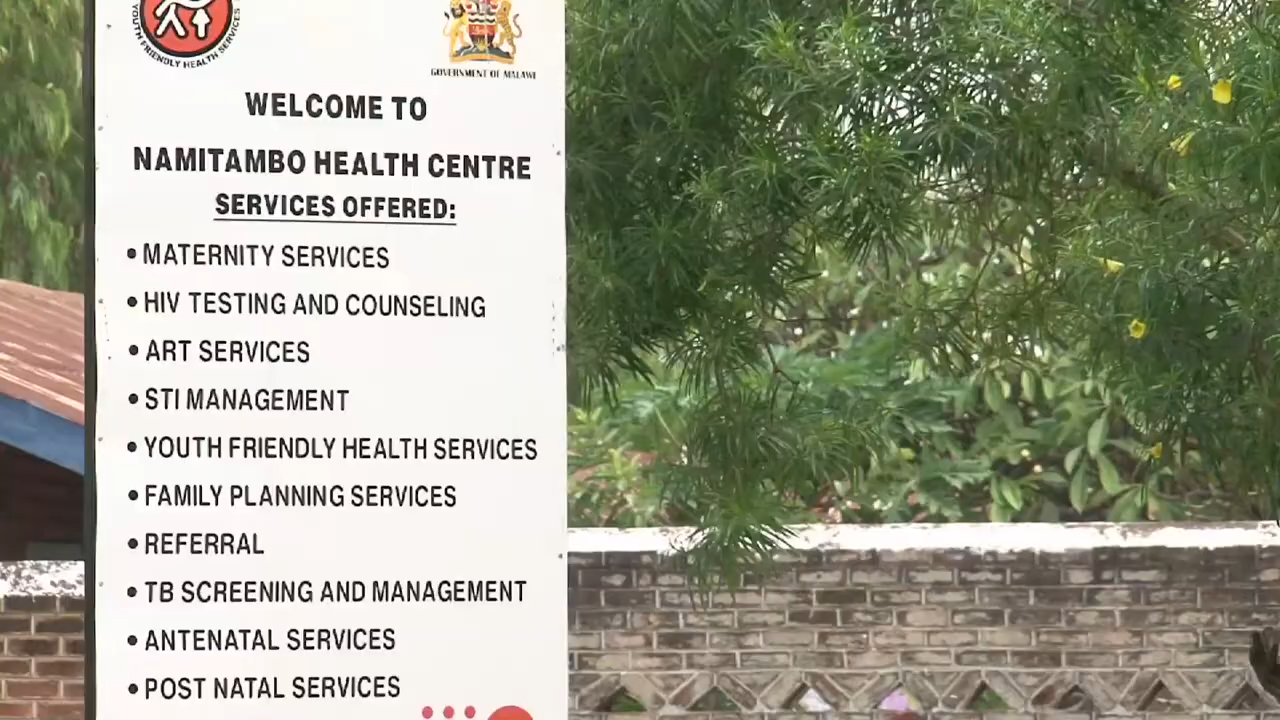 YOUTH FRIENDLY HEALTH SERVICES
GOVERNMENT OF MALAWI
WELCOME TO
NAMITAMBO HEALTH CENTRE
SERVICES OFFERED:
• MATERNITY SERVICES
• HIV TESTING AND COUNSELING
• ART SERVICES
• STI MANAGEMENT
• YOUTH FRIENDLY HEALTH SERVICES
• FAMILY PLANNING SERVICES
• REFERRAL
• TB SCREENING AND MANAGEMENT
• ANTENATAL SERVICES
• POST NATAL SERVICES